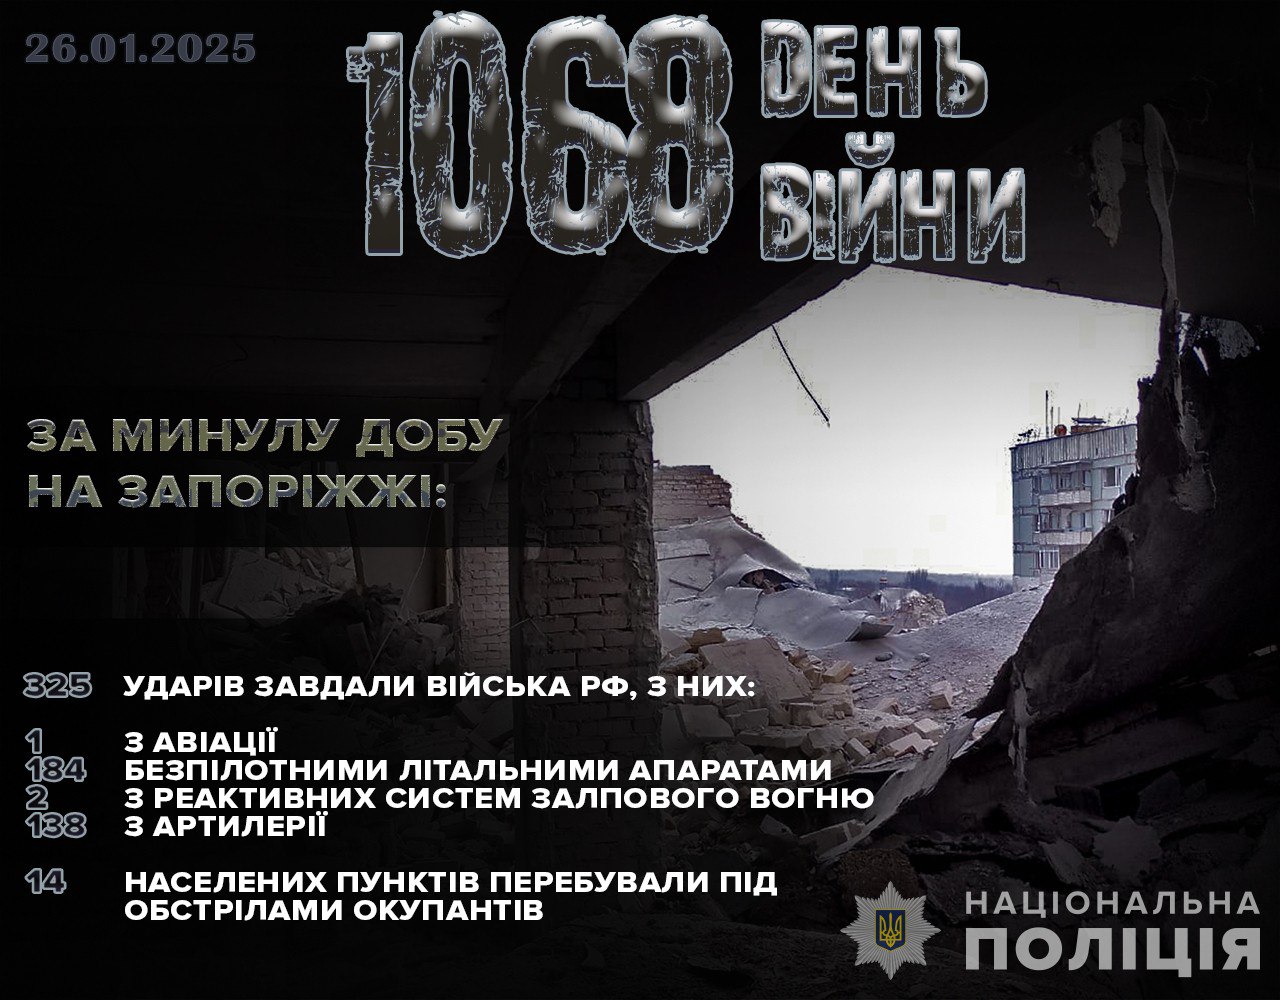 26.01.2025
1068 ДЕНЬ
ВІЙНИ
ЗА МИНУЛУ ДОБУ
НА ЗАПОРІЖЖІ:
325 УДАРІВ ЗАВДАЛИ ВІЙСЬКА РФ, З НИХ:
1 З АВІАЦІЇ
184 БЕЗПІЛОТНИМИ ЛІТАЛЬНИМИ АПАРАТАМИ
2 З РЕАКТИВНИХ СИСТЕМ ЗАЛПОВОГО ВОГНЮ
138 З АРТИЛЕРІЇ
14 НАСЕЛЕНИХ ПУНКТІВ ПЕРЕБУВАЛИ ПІД
ОБСТРІЛАМИ ОКУПАНТІВ
НАЦІОНАЛЬНА
ПОЛІЦІЯ